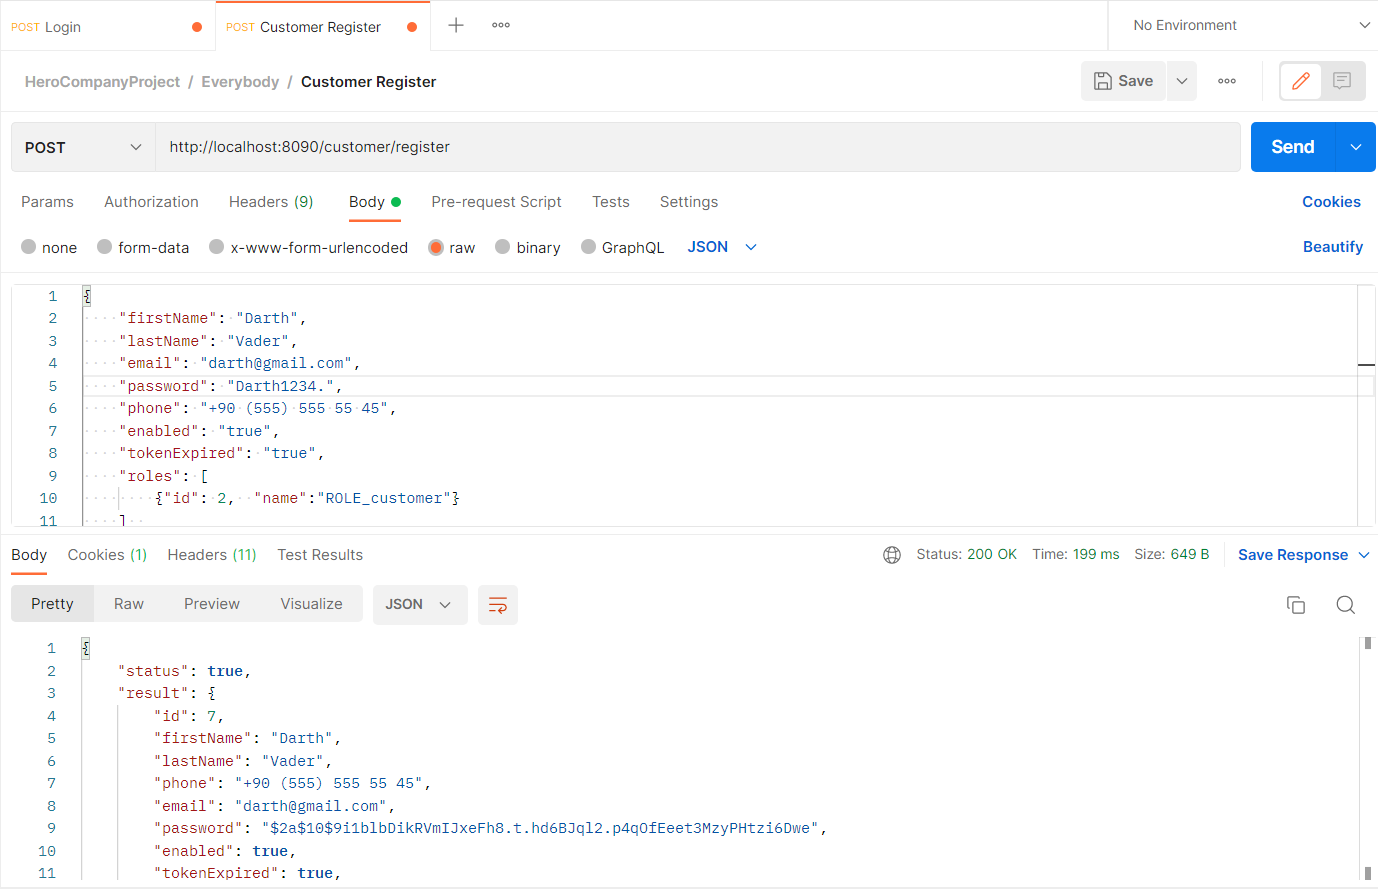 POST Login
POST Customer Register
No Environment
HeroCompanyProject / Everybody / Customer Register
Save
POST
http://localhost:8090/customer/register
Send
Params Authorization Headers (9) Body Pre-request Script Tests Settings Cookies
none form-data x-www-form-urlencoded raw binary GraphQL JSON Beautify
1 {
2 "firstName": "Darth",
3 "lastName": "Vader",
4 "email": "darth@gmail.com",
5 "password": "Darth1234.",
6 "phone": "+90 (555) 555 55 45",
7 "enabled": "true",
8 "tokenExpired": "true",
9 "roles": [
10 {"id": 2, "name":"ROLE_customer"}
11 ]
Body Cookies (1) Headers (11) Test Results Status: 200 OK Time: 199 ms Size: 649 B Save Response
Pretty Raw Preview Visualize JSON
1 {
2 "status": true,
3 "result": {
4 "id": 7,
5 "firstName": "Darth",
6 "lastName": "Vader",
7 "phone": "+90 (555) 555 55 45",
8 "email": "darth@gmail.com",
9 "password": "$2a$10$9i1blbDikRVmIJxeFh8.t.hd6BJql2.p4qOfEeet3MzyPHtzi6Dwe",
10 "enabled": true,
11 "tokenExpired": true,